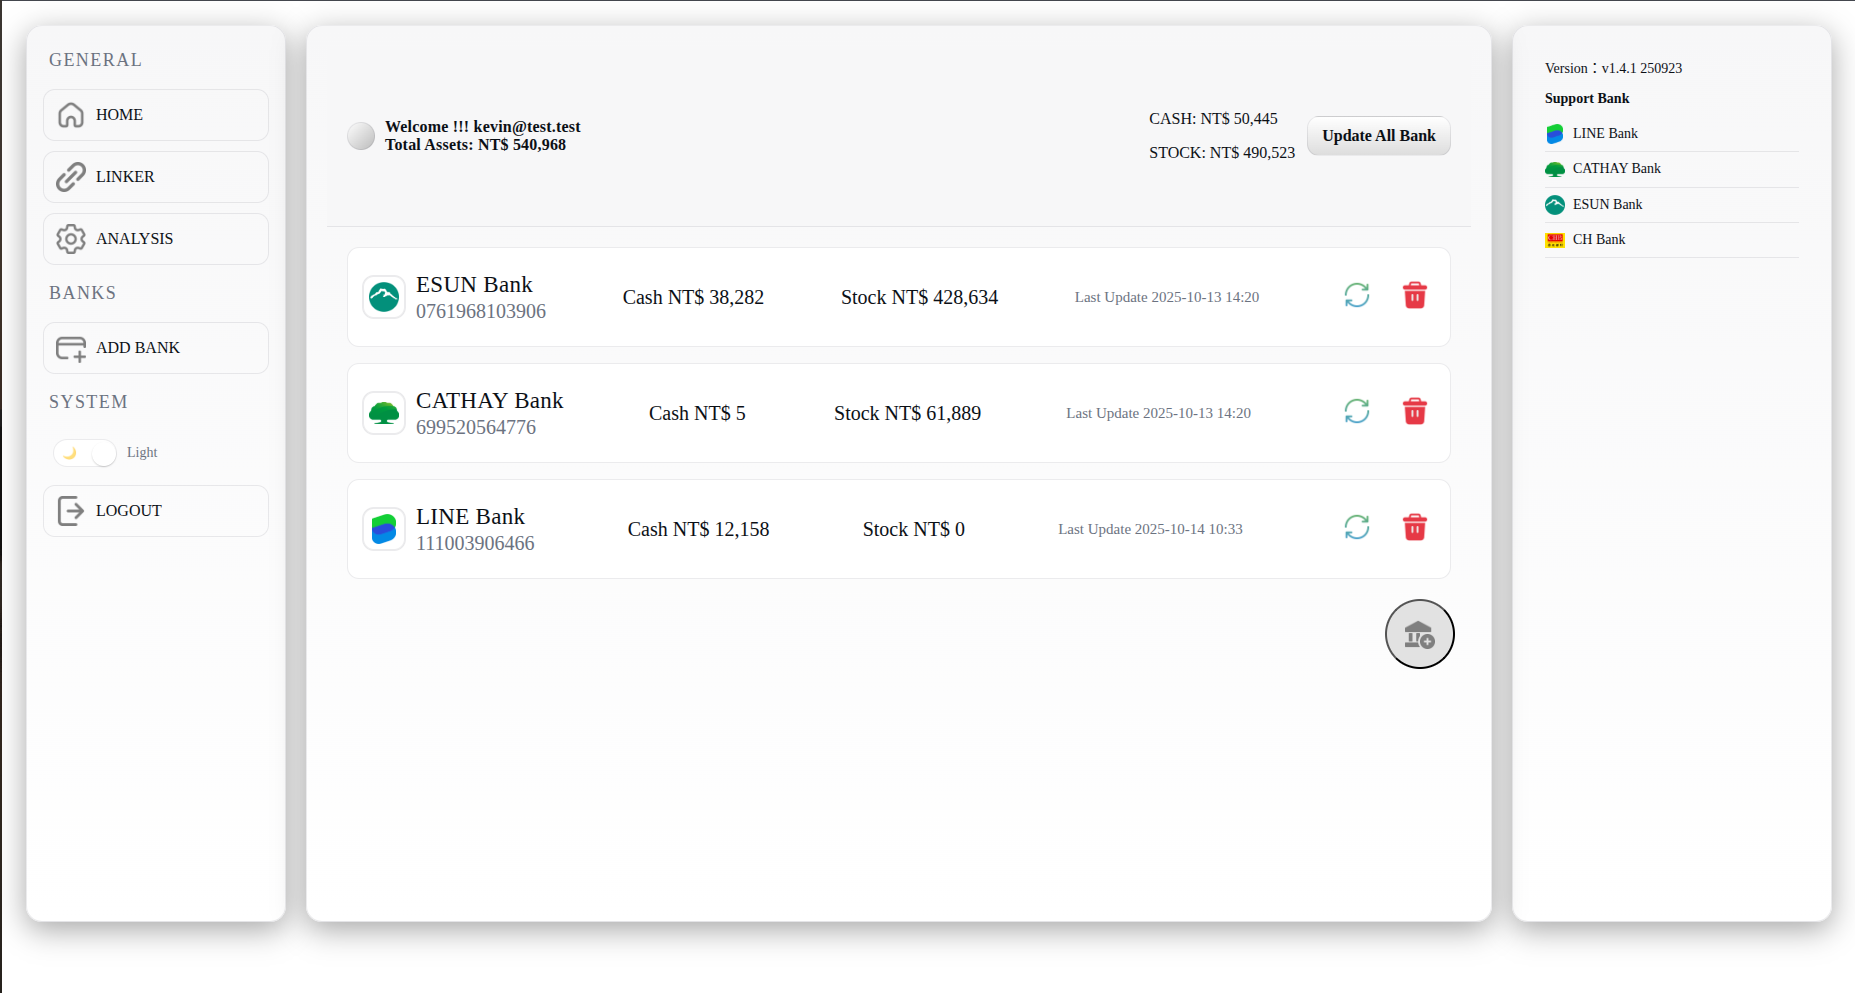 GENERAL
HOME
LINKER
ANALYSIS
BANKS
ADD BANK
SYSTEM
Light
LOGOUT
Welcome !!! kevin@test.test
Total Assets: NT$ 540,968
CASH: NT$ 50,445
STOCK: NT$ 490,523
Update All Bank
ESUN Bank
0761968103906
Cash NT$ 38,282
Stock NT$ 428,634
Last Update 2025-10-13 14:20
CATHAY Bank
699520564776
Cash NT$ 5
Stock NT$ 61,889
Last Update 2025-10-13 14:20
LINE Bank
111003906466
Cash NT$ 12,158
Stock NT$ 0
Last Update 2025-10-14 10:33
Version：v1.4.1 250923
Support Bank
LINE Bank
CATHAY Bank
ESUN Bank
CH Bank